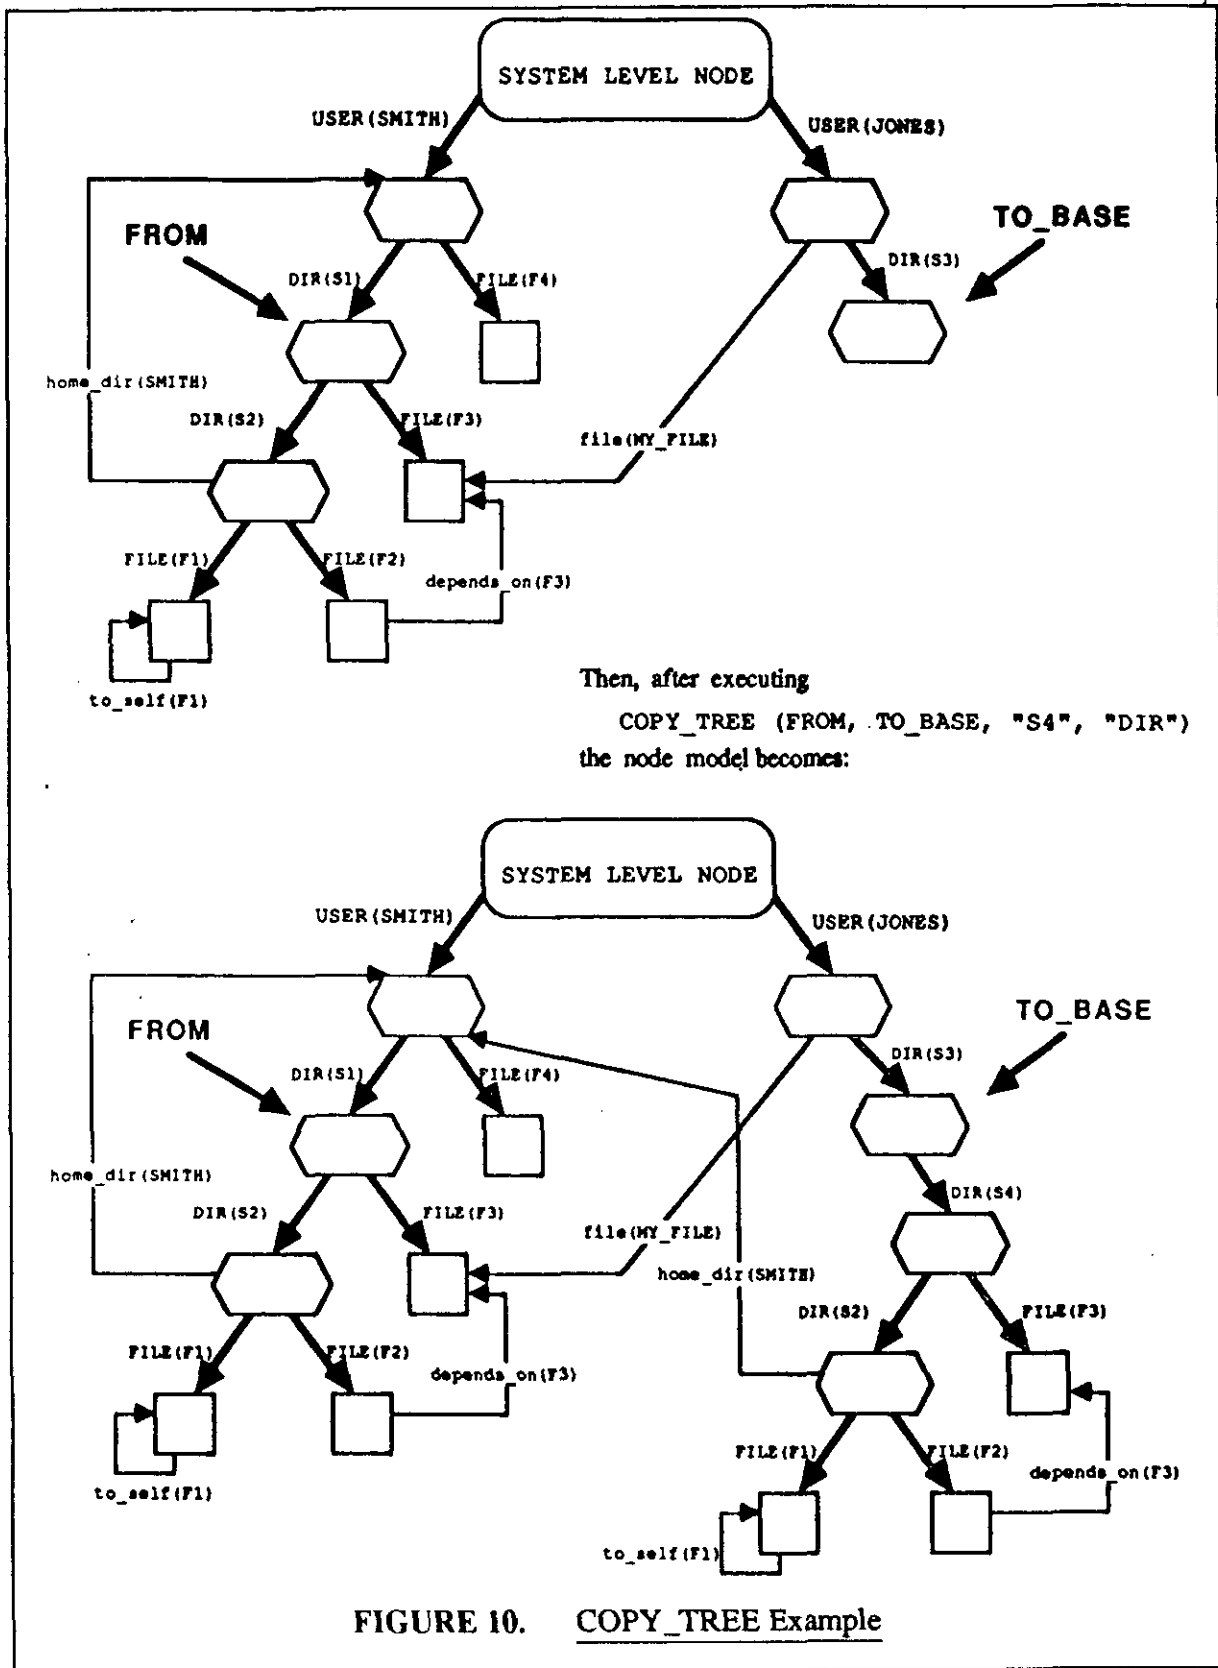 SYSTEM LEVEL NODE
USER(SMITH)
USER(JONES)
FROM
TO_BASE
DIR(S1)
FILE(F4)
DIR(S3)
home_dir(SMITH)
DIR(S2)
FILE(F3)
file(MY_FILE)
FILE(F1)
FILE(F2)
depends_on(F3)
to_self(F1)
Then, after executing
COPY_TREE (FROM, TO_BASE, "S4", "DIR")
the node model becomes:
SYSTEM LEVEL NODE
USER(SMITH)
USER(JONES)
FROM
TO_BASE
DIR(S1)
FILE(F4)
DIR(S3)
home_dir(SMITH)
DIR(S2)
FILE(F3)
DIR(S4)
file(MY_FILE)
home_dir(SMITH)
DIR(S2)
FILE(F3)
FILE(F1)
FILE(F2)
depends_on(F3)
to_self(F1)
FILE(F1)
FILE(F2)
depends_on(F3)
to_self(F1)
FIGURE 10. COPY_TREE Example